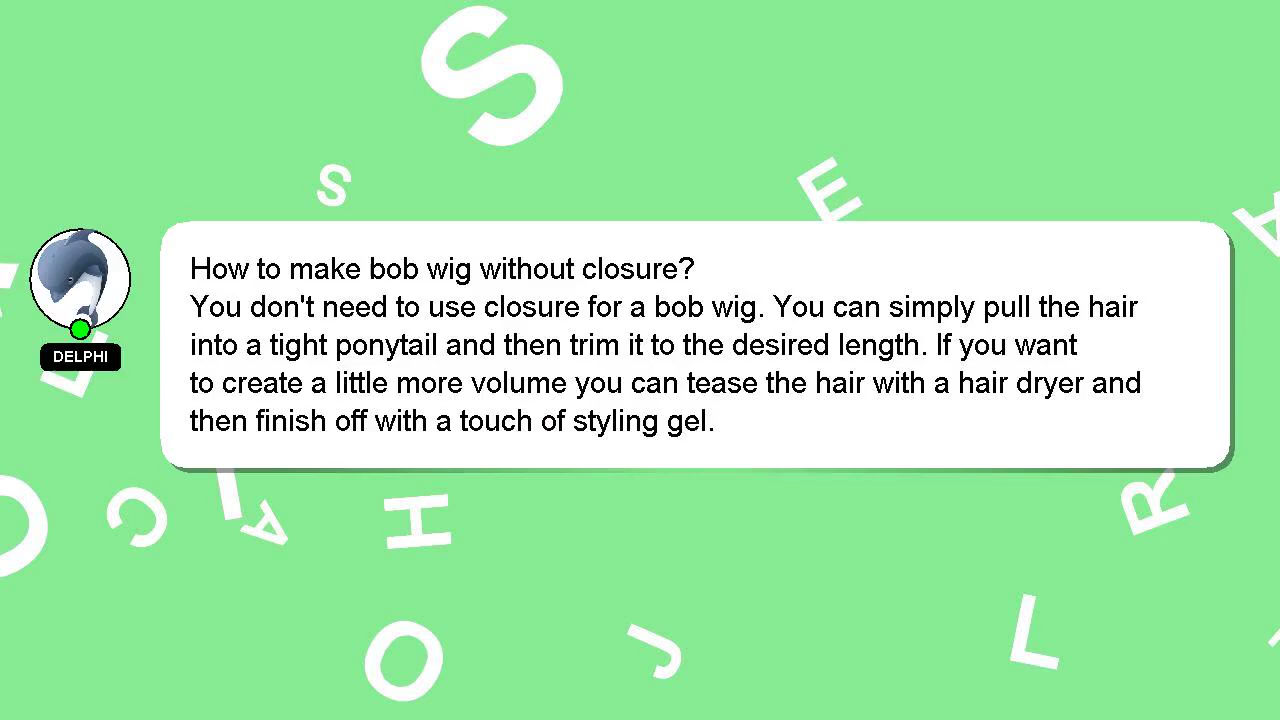 S
S
E
A
How to make bob wig without closure?
You don't need to use closure for a bob wig. You can simply pull the hair
into a tight ponytail and then trim it to the desired length. If you want
to create a little more volume you can tease the hair with a hair dryer and
then finish off with a touch of styling gel.
DELPHI
L
C
A
H
R
O
J
L